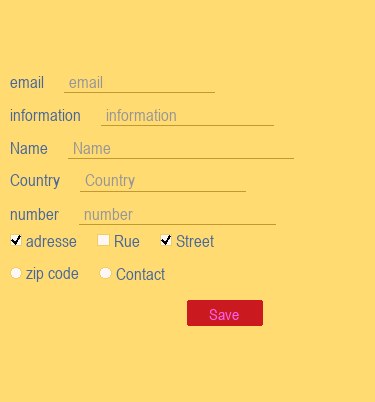 email email
information information
Name Name
Country Country
number number
adresse Rue Street
zip code Contact
Save